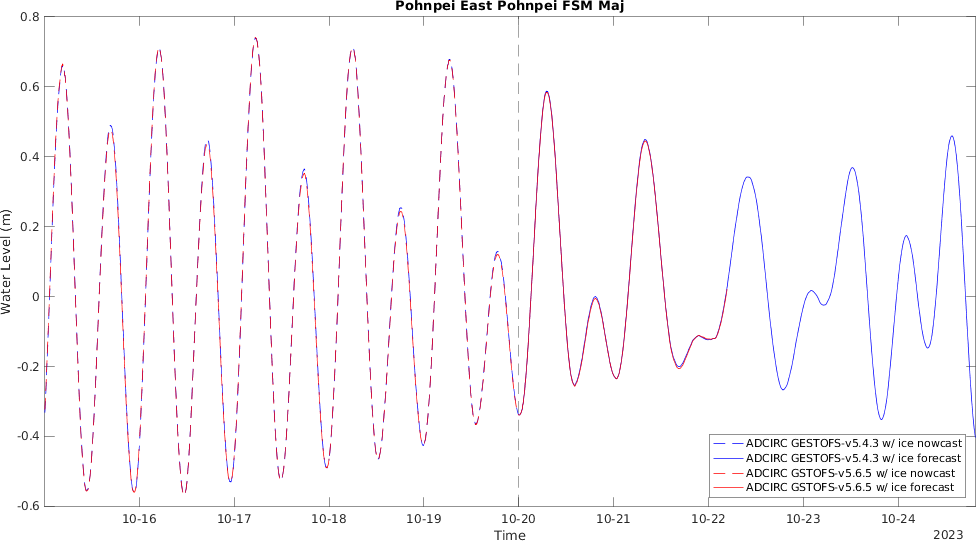 Pohnpei East Pohnpei FSM Maj
0.8
0.6
0.4
0.2
0
-0.2
-0.4
-0.6
Water Level (m)
10-16
10-17
10-18
10-19
10-20
10-21
10-22
10-23
10-24
Time
2023
ADCIRC GESTOFS-v5.4.3 w/ ice nowcast
ADCIRC GESTOFS-v5.4.3 w/ ice forecast
ADCIRC GSTOFS-v5.6.5 w/ ice nowcast
ADCIRC GSTOFS-v5.6.5 w/ ice forecast